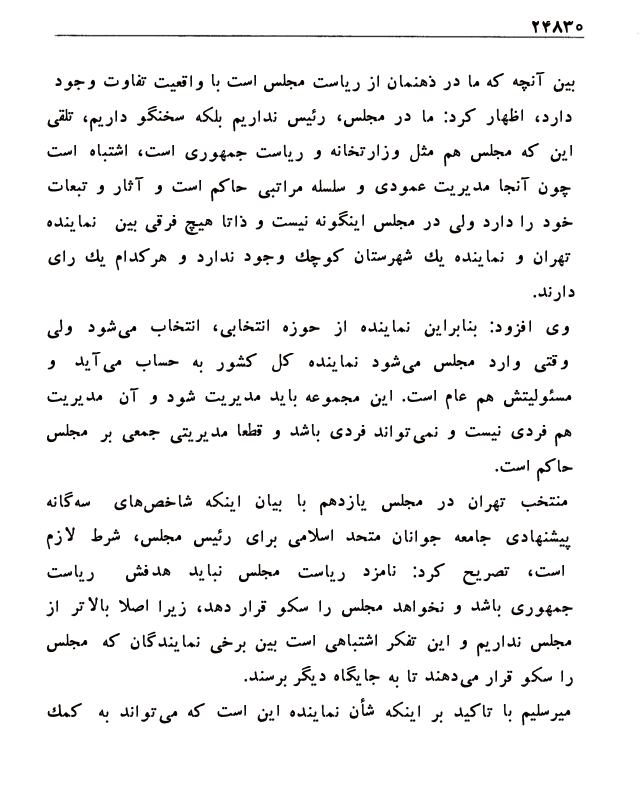 ۲۴۸۳۰
بین آنچه که ما در ذهنمان از ریاست مجلس است با واقعیت تفاوت وجود
دارد، اظهار کرد: ما در مجلس، رئیس نداریم بلکه سخنگو داریم، تلقی
این که مجلس هم مثل وزارتخانه و ریاست جمهوری است، اشتباه است
چون آنجا مدیریت عمودی و سلسله مراتبی حاکم است و آثار و تبعات
خود را دارد ولی در مجلس اینگونه نیست و ذاتا هیچ فرقی بین نماینده
تهران و نماینده یك شهرستان کوچك وجود ندارد و هرکدام یك رای
دارند.
وی افزود: بنابراین نماینده از حوزه انتخابی، انتخاب می‌شود ولی
وقتی وارد مجلس می‌شود نماینده کل کشور به حساب می‌آید و
مسئولیتش هم عام است. این مجموعه باید مدیریت شود و آن مدیریت
هم فردی نیست و نمی‌تواند فردی باشد و قطعا مدیریتی جمعی بر مجلس
حاکم است.
منتخب تهران در مجلس یازدهم با بیان اینکه شاخص‌های سه‌گانه
پیشنهادی جامعه جوانان متحد اسلامی برای رئیس مجلس، شرط لازم
است، تصریح کرد: نامزد ریاست مجلس نباید هدفش ریاست
جمهوری باشد و نخواهد مجلس را سکو قرار دهد، زیرا اصلا بالاتر از
مجلس نداریم و این تفکر اشتباهی است بین برخی نمایندگان که مجلس
را سکو قرار می‌دهند تا به جایگاه دیگر برسند.
میرسلیم با تاکید بر اینکه شأن نماینده این است که می‌تواند به کمك